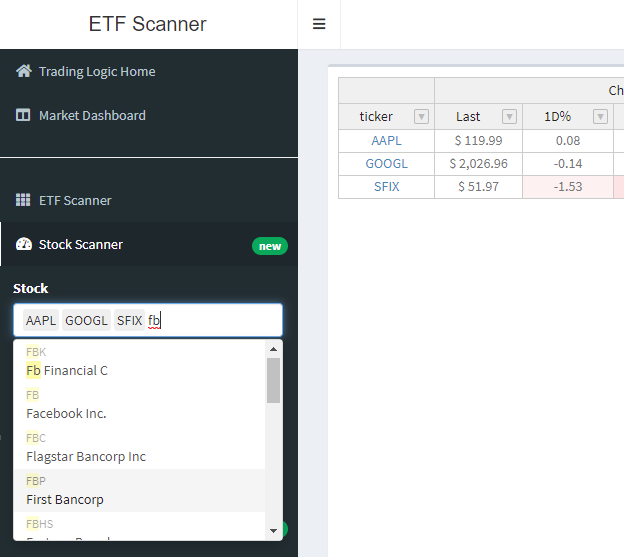 ETF Scanner
Trading Logic Home
Market Dashboard
ETF Scanner
Stock Scanner new
Stock
AAPL GOOGL SFIX fb
FBK
Fb Financial C
FB
Facebook Inc.
FBC
Flagstar Bancorp Inc
FBP
First Bancorp
FBHS
Ch
ticker Last 1D%
AAPL $ 119.99 0.08
GOOGL $ 2,026.96 -0.14
SFIX $ 51.97 -1.53